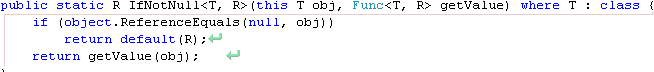 public static R IfNotNull<T, R>(this T obj, Func<T, R> getValue) where T : class {
    if (object.ReferenceEquals(null, obj))
        return default(R);
    return getValue(obj);